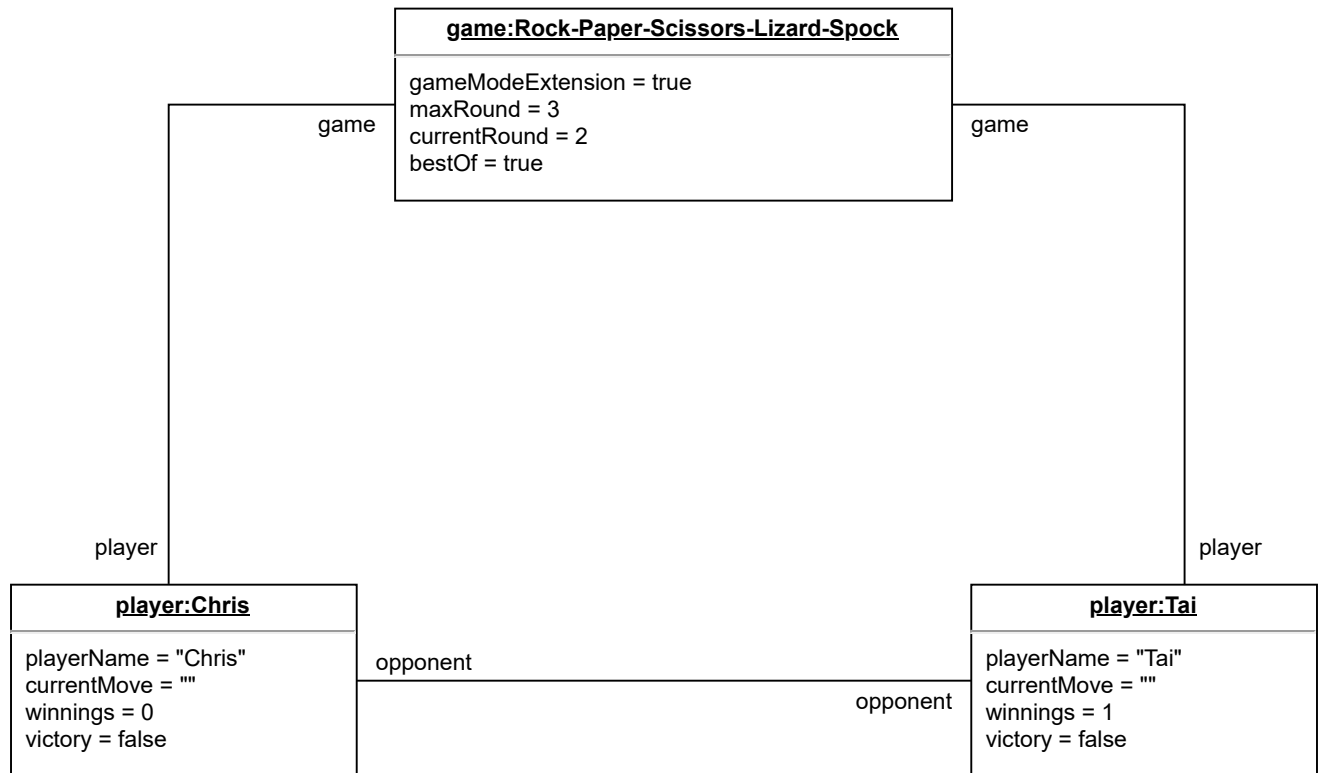 game:Rock-Paper-Scissors-Lizard-Spock
gameModeExtension = true
maxRound = 3
currentRound = 2
bestOf = true
game
game
player
player
player:Chris
playerName = "Chris"
currentMove = ""
winnings = 0
victory = false
opponent
opponent
player:Tai
playerName = "Tai"
currentMove = ""
winnings = 1
victory = false